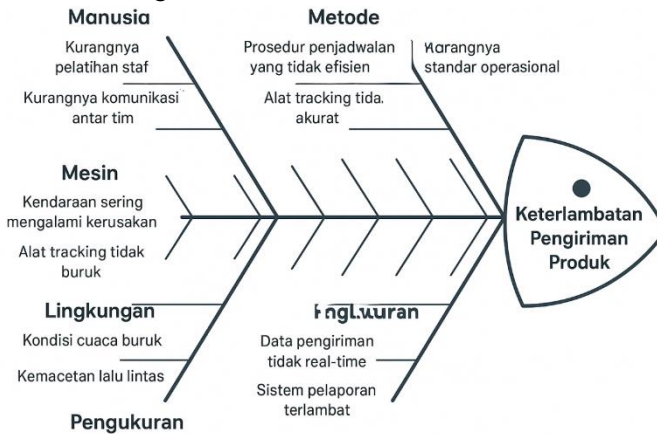 Manusia
Kurangnya
pelatihan staf
Kurangnya komunikasi
antar tim
Metode
Prosedur penjadwalan
yang tidak efisien
Alat tracking tida.
akurat
standar operasional
Mesin
Kendaraan sering
mengalami kerusakan
Alat tracking tidak
buruk
Keterlambatan
Pengiriman
Produk
Lingkungan
Kondisi cuaca buruk
Kemacetan lalu lintas
Pengukuran
Data pengiriman
tidak real-time
Sistem pelaporan
terlambat